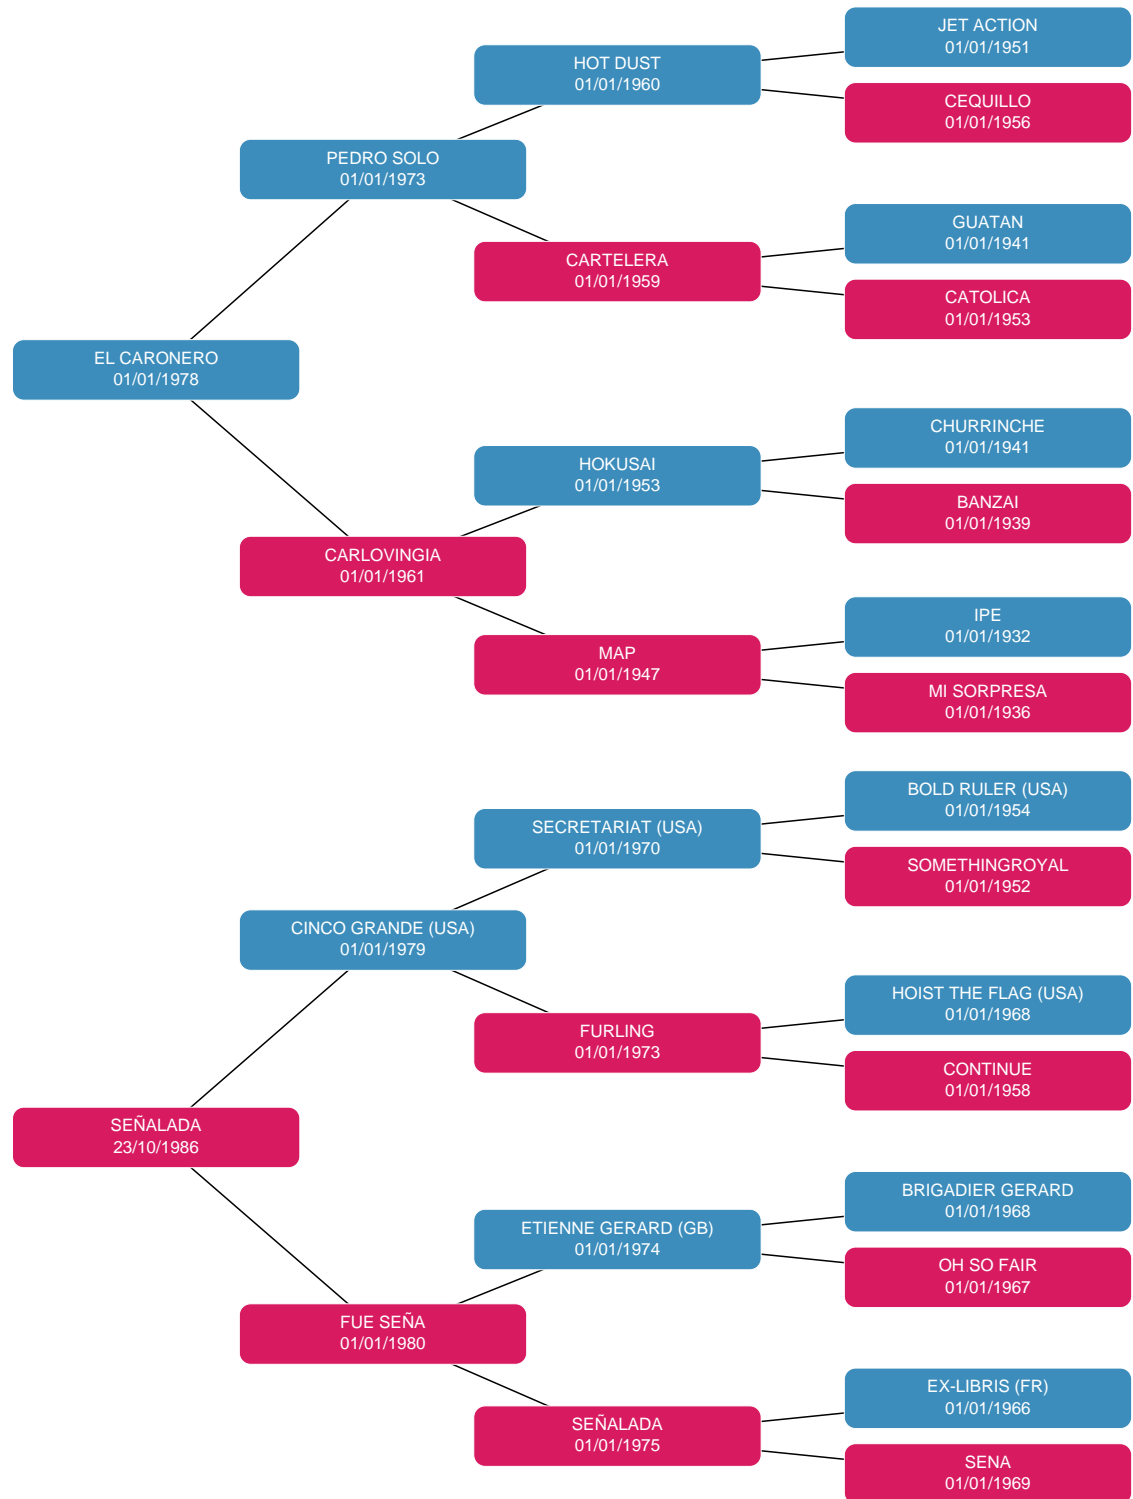 JET ACTION
01/01/1951
HOT DUST
01/01/1960
CEQUILLO
01/01/1956
PEDRO SOLO
01/01/1973
GUATAN
01/01/1941
CARTELERA
01/01/1959
CATOLICA
01/01/1953
EL CARONERO
01/01/1978
CHURRINCHE
01/01/1941
HOKUSAI
01/01/1953
BANZAI
01/01/1939
CARLOVINGIA
01/01/1961
IPE
01/01/1932
MAP
01/01/1947
MI SORPRESA
01/01/1936
BOLD RULER (USA)
01/01/1954
SECRETARIAT (USA)
01/01/1970
SOMETHINGROYAL
01/01/1952
CINCO GRANDE (USA)
01/01/1979
HOIST THE FLAG (USA)
01/01/1968
FURLING
01/01/1973
CONTINUE
01/01/1958
SEÑALADA
23/10/1986
BRIGADIER GERARD
01/01/1968
ETIENNE GERARD (GB)
01/01/1974
OH SO FAIR
01/01/1967
FUE SEÑA
01/01/1980
EX-LIBRIS (FR)
01/01/1966
SEÑALADA
01/01/1975
SENA
01/01/1969